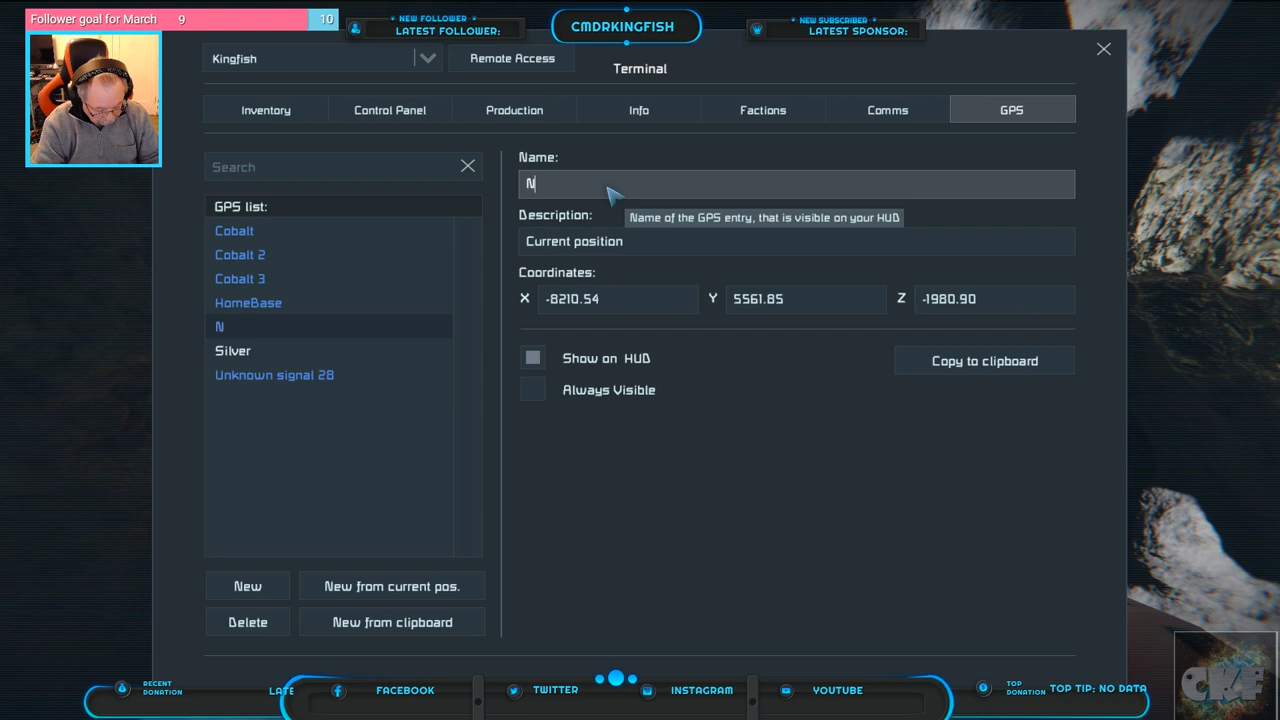 Follower goal for March 9 10
NEW FOLLOWER
LATEST FOLLOWER:
CMDRKINGFISH
NEW SUBSCRIBER
LATEST SPONSOR:
Kingfish
Remote Access
Terminal
Inventory
Control Panel
Production
Info
Factions
Comms
GPS
Search
GPS list:
Cobalt
Cobalt 2
Cobalt 3
HomeBase
N
Silver
Unknown signal 28
New
New from current pos.
Delete
New from clipboard
Name:
N
Name of the GPS entry, that is visible on your HUD
Description:
Current position
Coordinates:
X -8210.54 Y 5561.85 Z -1980.90
Show on HUD
Copy to clipboard
Always Visible
RECENT
DONATION
LATE
FACEBOOK
TWITTER
INSTAGRAM
YOUTUBE
TOP
DONATION
TOP TIP: NO DATA
CKF